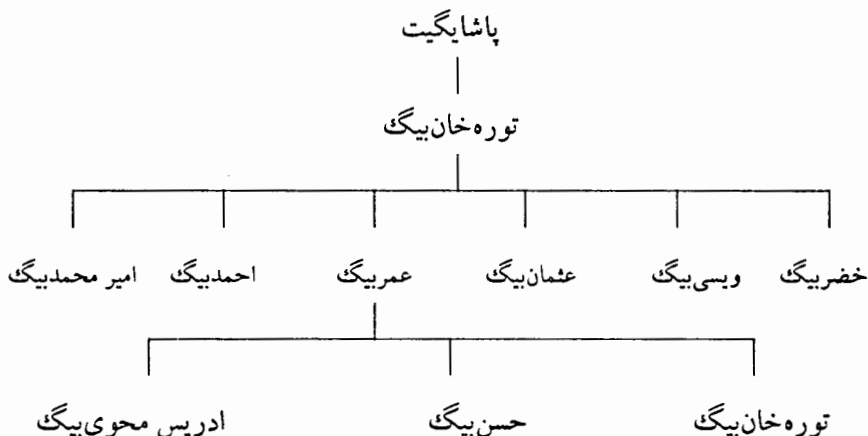 پاشایگیت
توره‌خان‌بیگ
خضربیگ ویسی‌بیگ عثمان‌بیگ عمربیگ احمدبیگ امیر محمدبیگ
توره‌خان‌بیگ حسن‌بیگ ادریس محوی‌بیگ